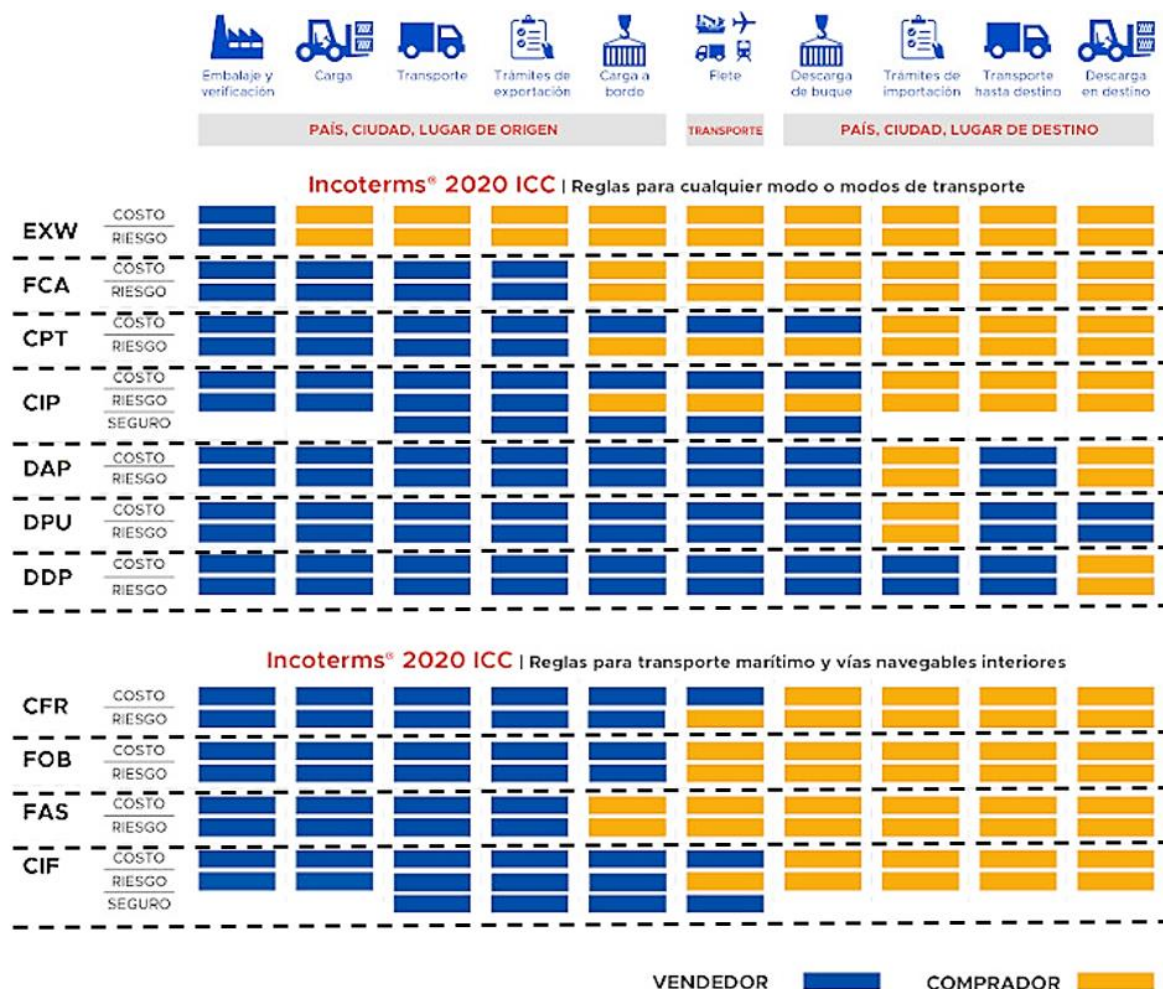 Embalaje y verificación
Carga
Transporte
Trámites de exportación
Carga a bordo
Flete
Descarga de buque
Trámites de importación
Transporte hasta destino
Descarga en destino
PAÍS, CIUDAD, LUGAR DE ORIGEN
TRANSPORTE
PAÍS, CIUDAD, LUGAR DE DESTINO
Incoterms® 2020 ICC | Reglas para cualquier modo o modos de transporte
EXW
COSTO
RIESGO
FCA
COSTO
RIESGO
CPT
COSTO
RIESGO
CIP
COSTO
RIESGO
SEGURO
DAP
COSTO
RIESGO
DPU
COSTO
RIESGO
DDP
COSTO
RIESGO
Incoterms® 2020 ICC | Reglas para transporte marítimo y vías navegables interiores
CFR
COSTO
RIESGO
FOB
COSTO
RIESGO
FAS
COSTO
RIESGO
CIF
COSTO
RIESGO
SEGURO
VENDEDOR
COMPRADOR